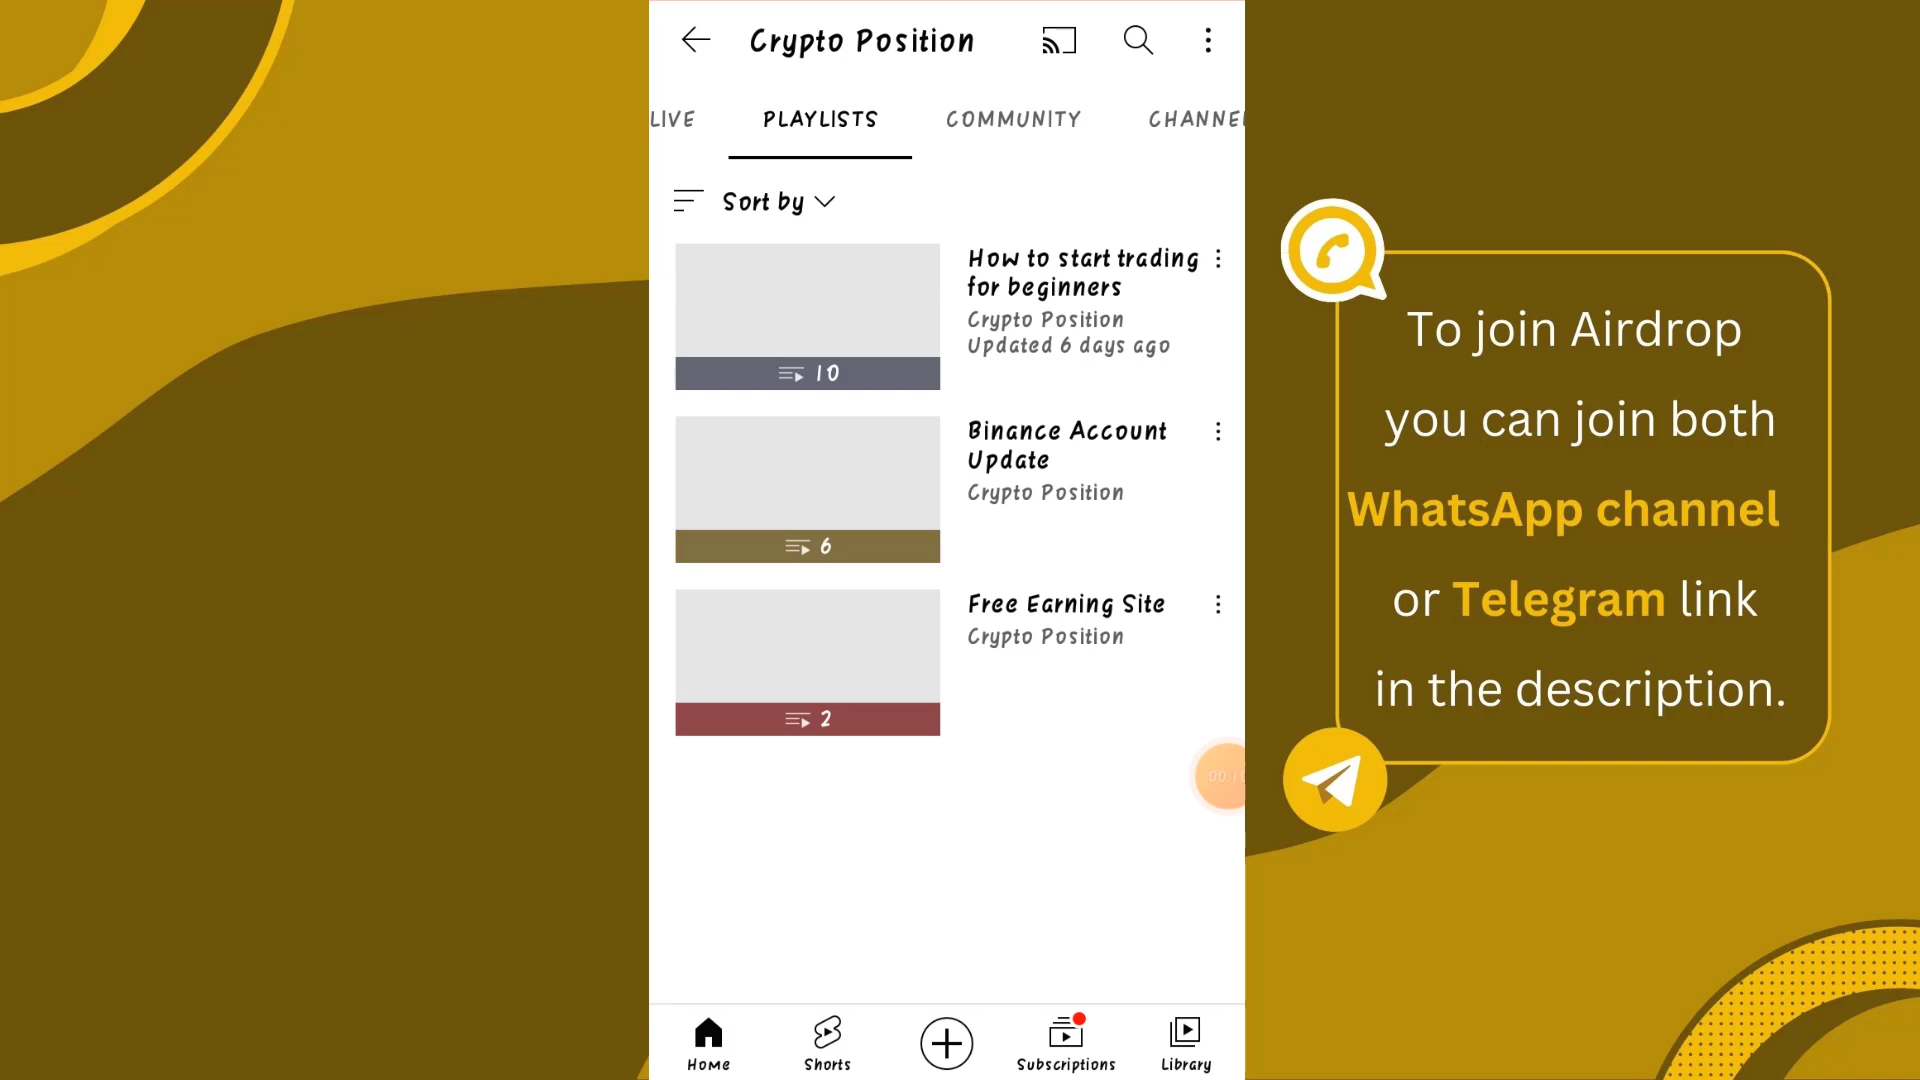 Crypto Position
LIVE PLAYLISTS COMMUNITY CHANNEL
Sort by
How to start trading
for beginners
Crypto Position
Updated 6 days ago
10
Binance Account
Update
Crypto Position
6
Free Earning Site
Crypto Position
2
Home Shorts Subscriptions Library
To join Airdrop
you can join both
WhatsApp channel
or Telegram link
in the description.